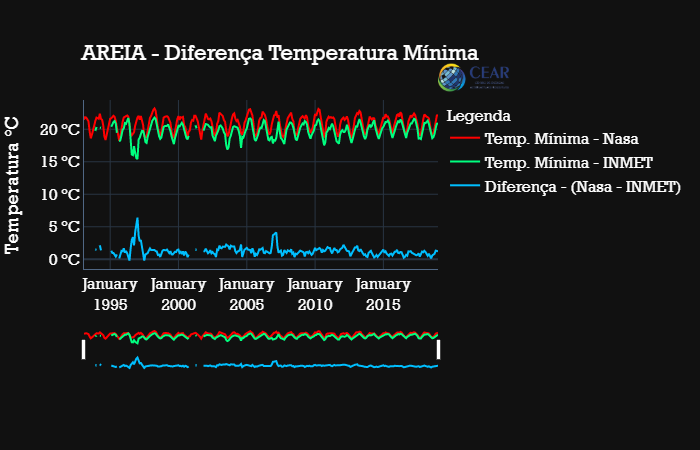 AREIA - Diferença Temperatura Mínima
CEAR
Legenda
Temp. Mínima - Nasa
Temp. Mínima - INMET
Diferença - (Nasa - INMET)
Temperatura °C
20 °C
15 °C
10 °C
5 °C
0 °C
January January January January January
1995 2000 2005 2010 2015